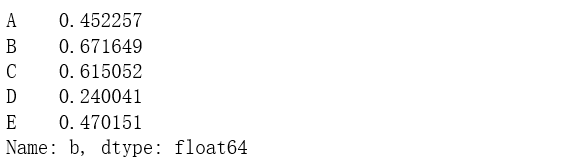 A    0.452257
B    0.671649
C    0.615052
D    0.240041
E    0.470151
Name: b, dtype: float64